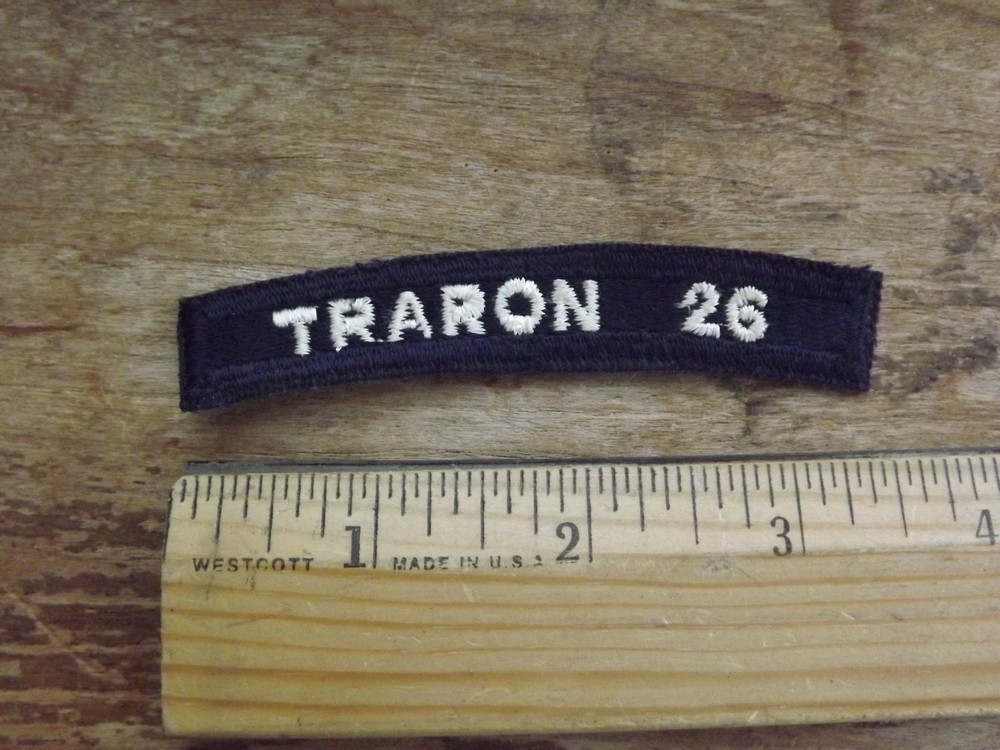 TRARON 26
1 2 3 4
WESTCOTT MADE IN U.S.A